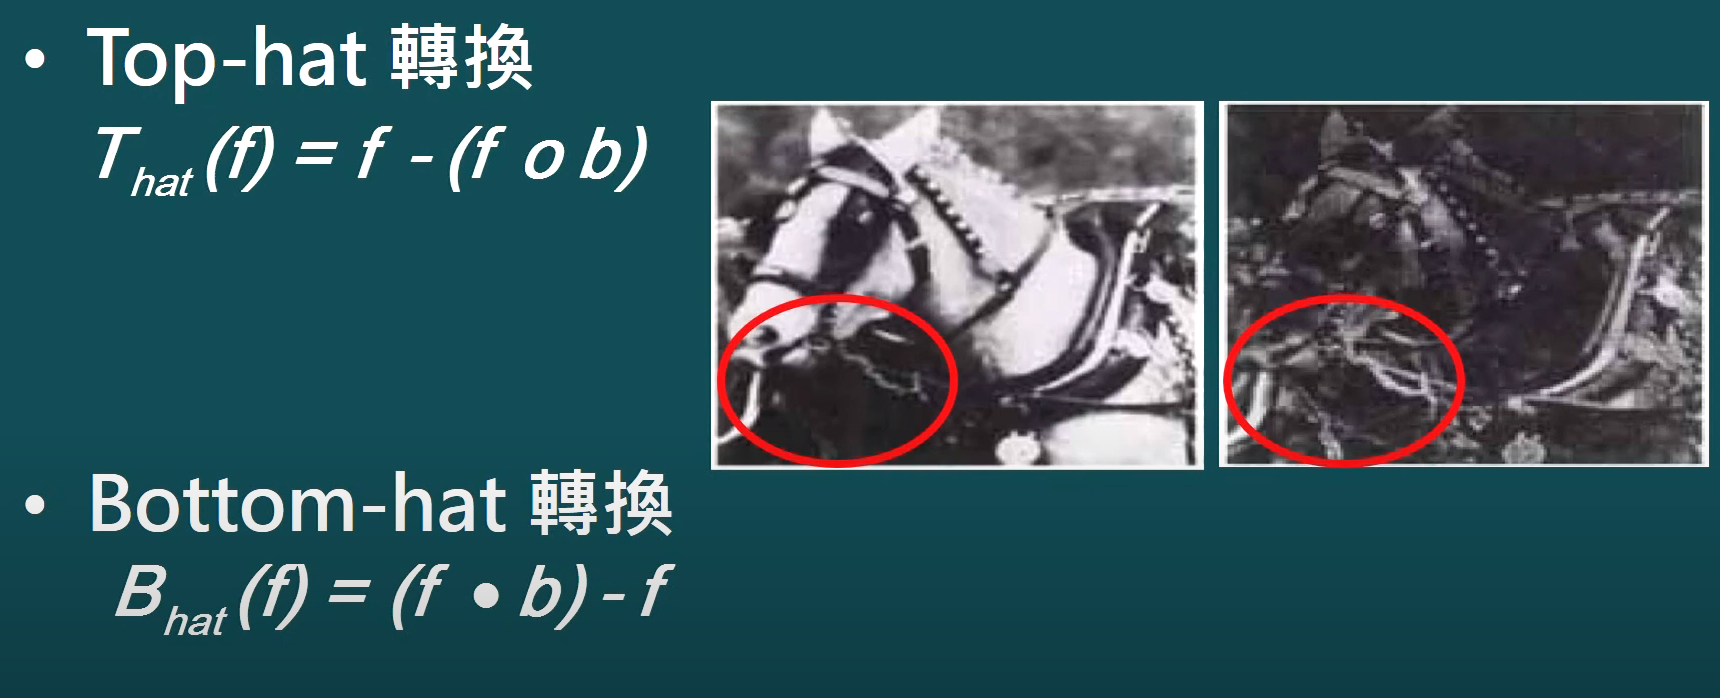 • Top-hat 轉換
T_hat (f) = f - (f o b)
• Bottom-hat 轉換
B_hat (f) = (f • b) - f